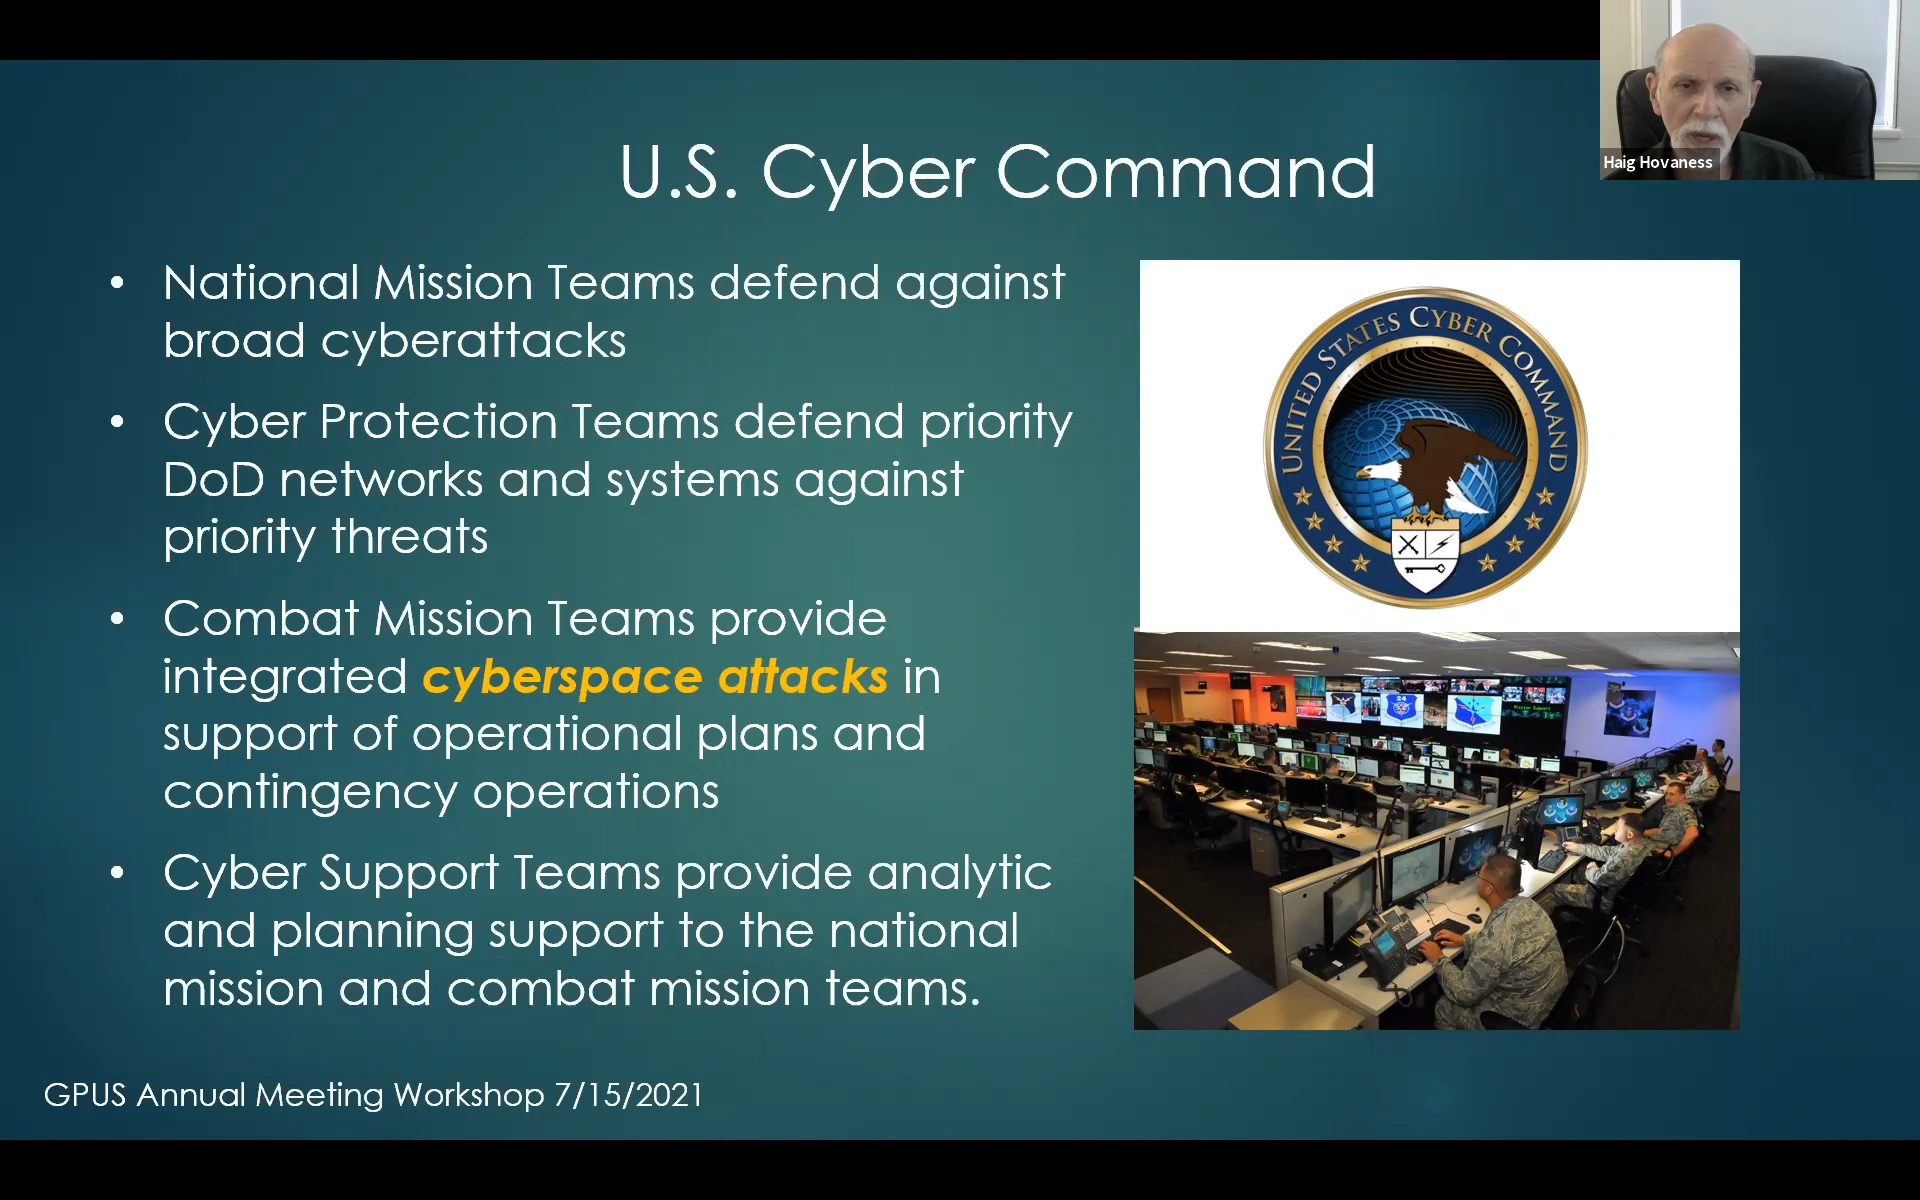 Haig Hovaness
U.S. Cyber Command
• National Mission Teams defend against
broad cyberattacks
• Cyber Protection Teams defend priority
DoD networks and systems against
priority threats
• Combat Mission Teams provide
integrated cyberspace attacks in
support of operational plans and
contingency operations
• Cyber Support Teams provide analytic
and planning support to the national
mission and combat mission teams.
UNITED STATES CYBER COMMAND
24
Mission Support
GPUS Annual Meeting Workshop 7/15/2021